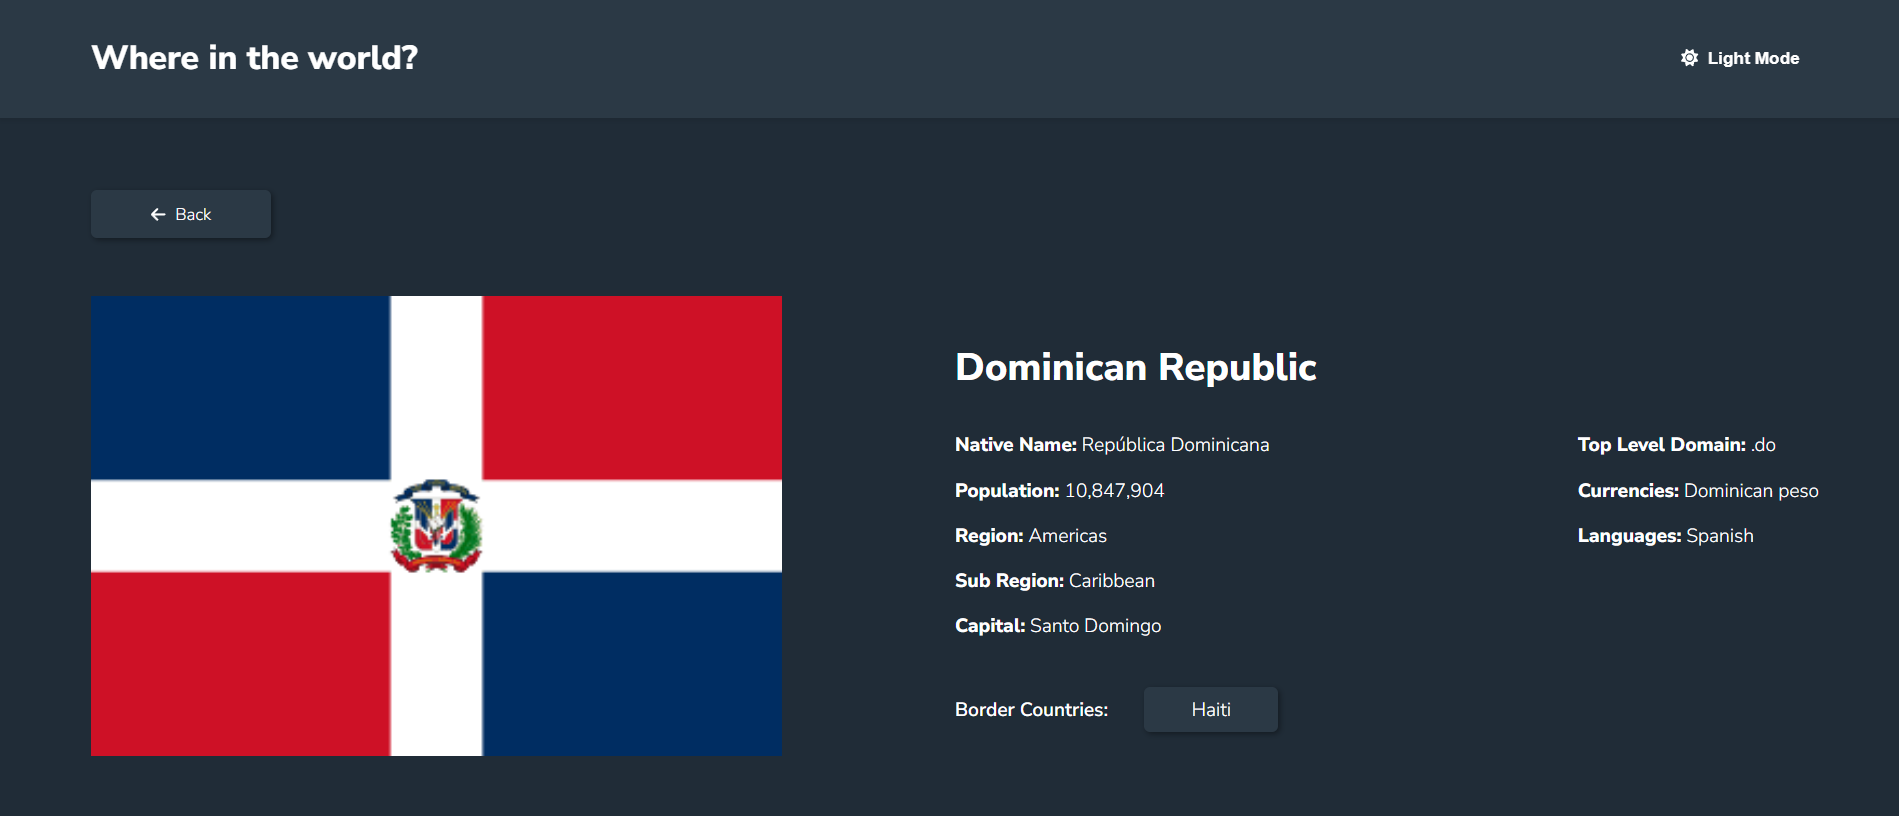 Where in the world?
Light Mode
Back
Dominican Republic
Native Name: República Dominicana
Population: 10,847,904
Region: Americas
Sub Region: Caribbean
Capital: Santo Domingo
Top Level Domain: .do
Currencies: Dominican peso
Languages: Spanish
Border Countries: Haiti